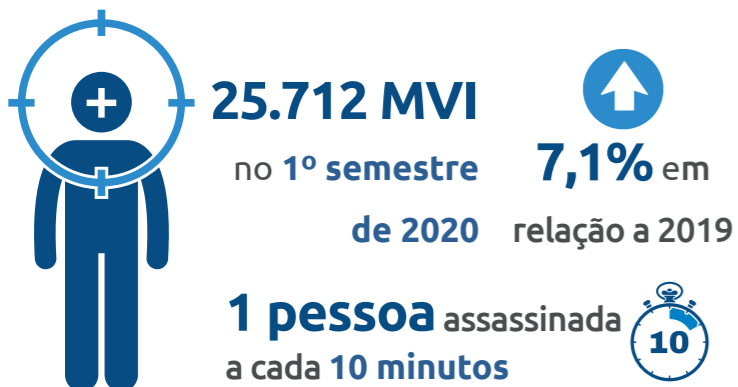 25.712 MVI
no 1º semestre
de 2020
7,1% em
relação a 2019
1 pessoa assassinada
a cada 10 minutos
10